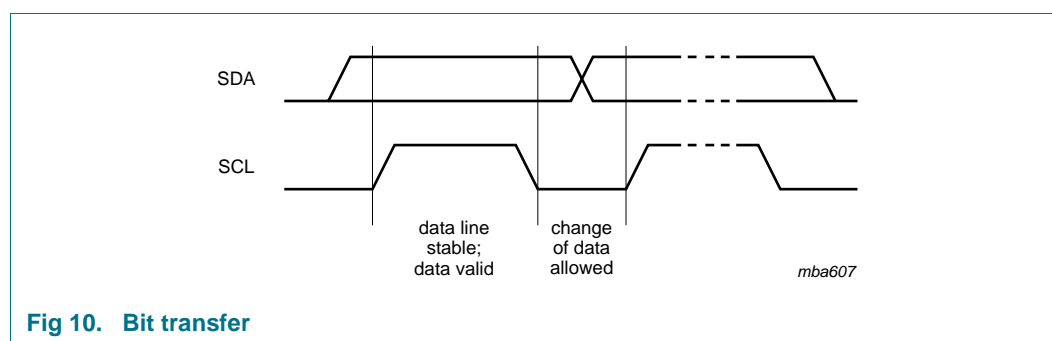 SDA
SCL
data line
stable;
data valid
change
of data
allowed
mba607
Fig 10. Bit transfer